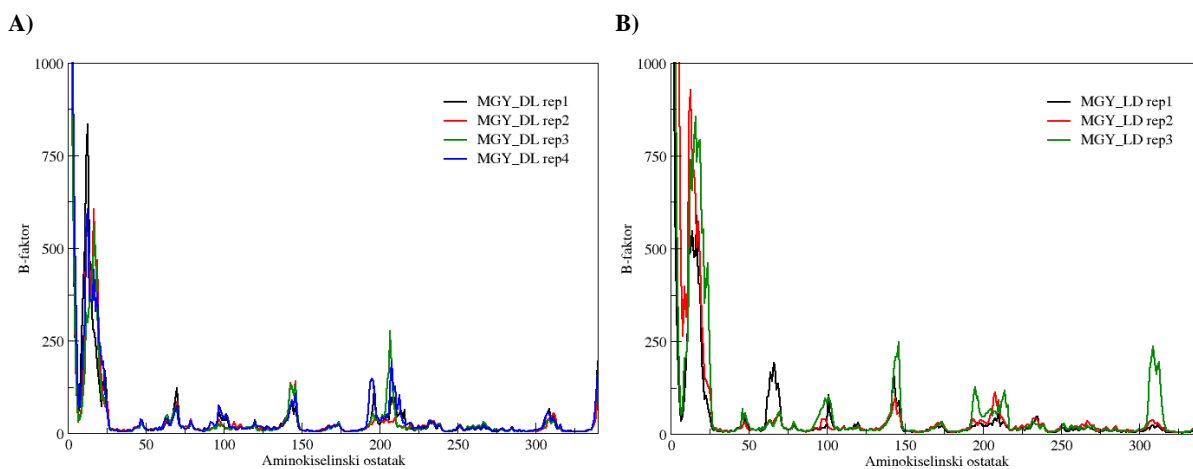 A)
B)
1000
750
500
250
0
B-faktor
MGY_DL rep1
MGY_DL rep2
MGY_DL rep3
MGY_DL rep4
0 50 100 150 200 250 300
Aminokiselinski ostatak
1000
750
500
250
0
B-faktor
MGY_LD rep1
MGY_LD rep2
MGY_LD rep3
0 50 100 150 200 250 300
Aminokiselinski ostatak